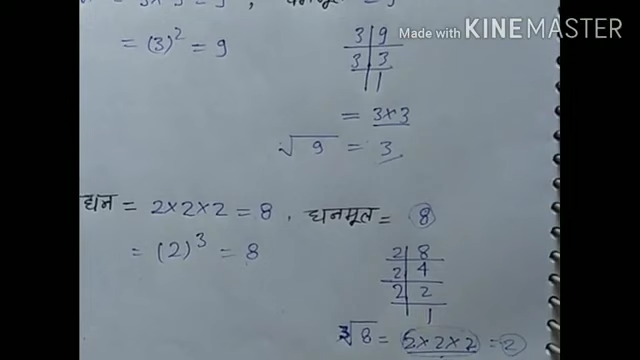 = (3)² = 9
3 | 9
3 | 3
1
= 3×3
√9 = 3
घन = 2×2×2 = 8, घनमूल = 8
= (2)³ = 8
2 | 8
2 | 4
2 | 2
1
∛8 = 2×2×2 = 2
Made with KINEMASTER